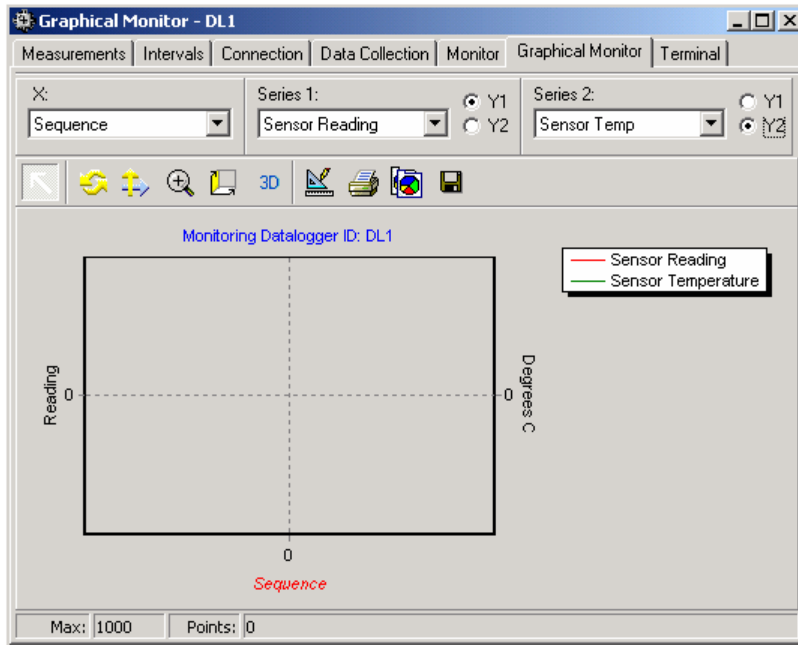 Graphical Monitor - DL1
Measurements Intervals Connection Data Collection Monitor Graphical Monitor Terminal
X: Series 1: Y1 Series 2: Y1
Sequence Sensor Reading Y2 Sensor Temp Y2
3D
Monitoring Datalogger ID: DL1
Sensor Reading
Sensor Temperature
Reading
0
0
Degrees C
0
Sequence
Max: 1000 Points: 0